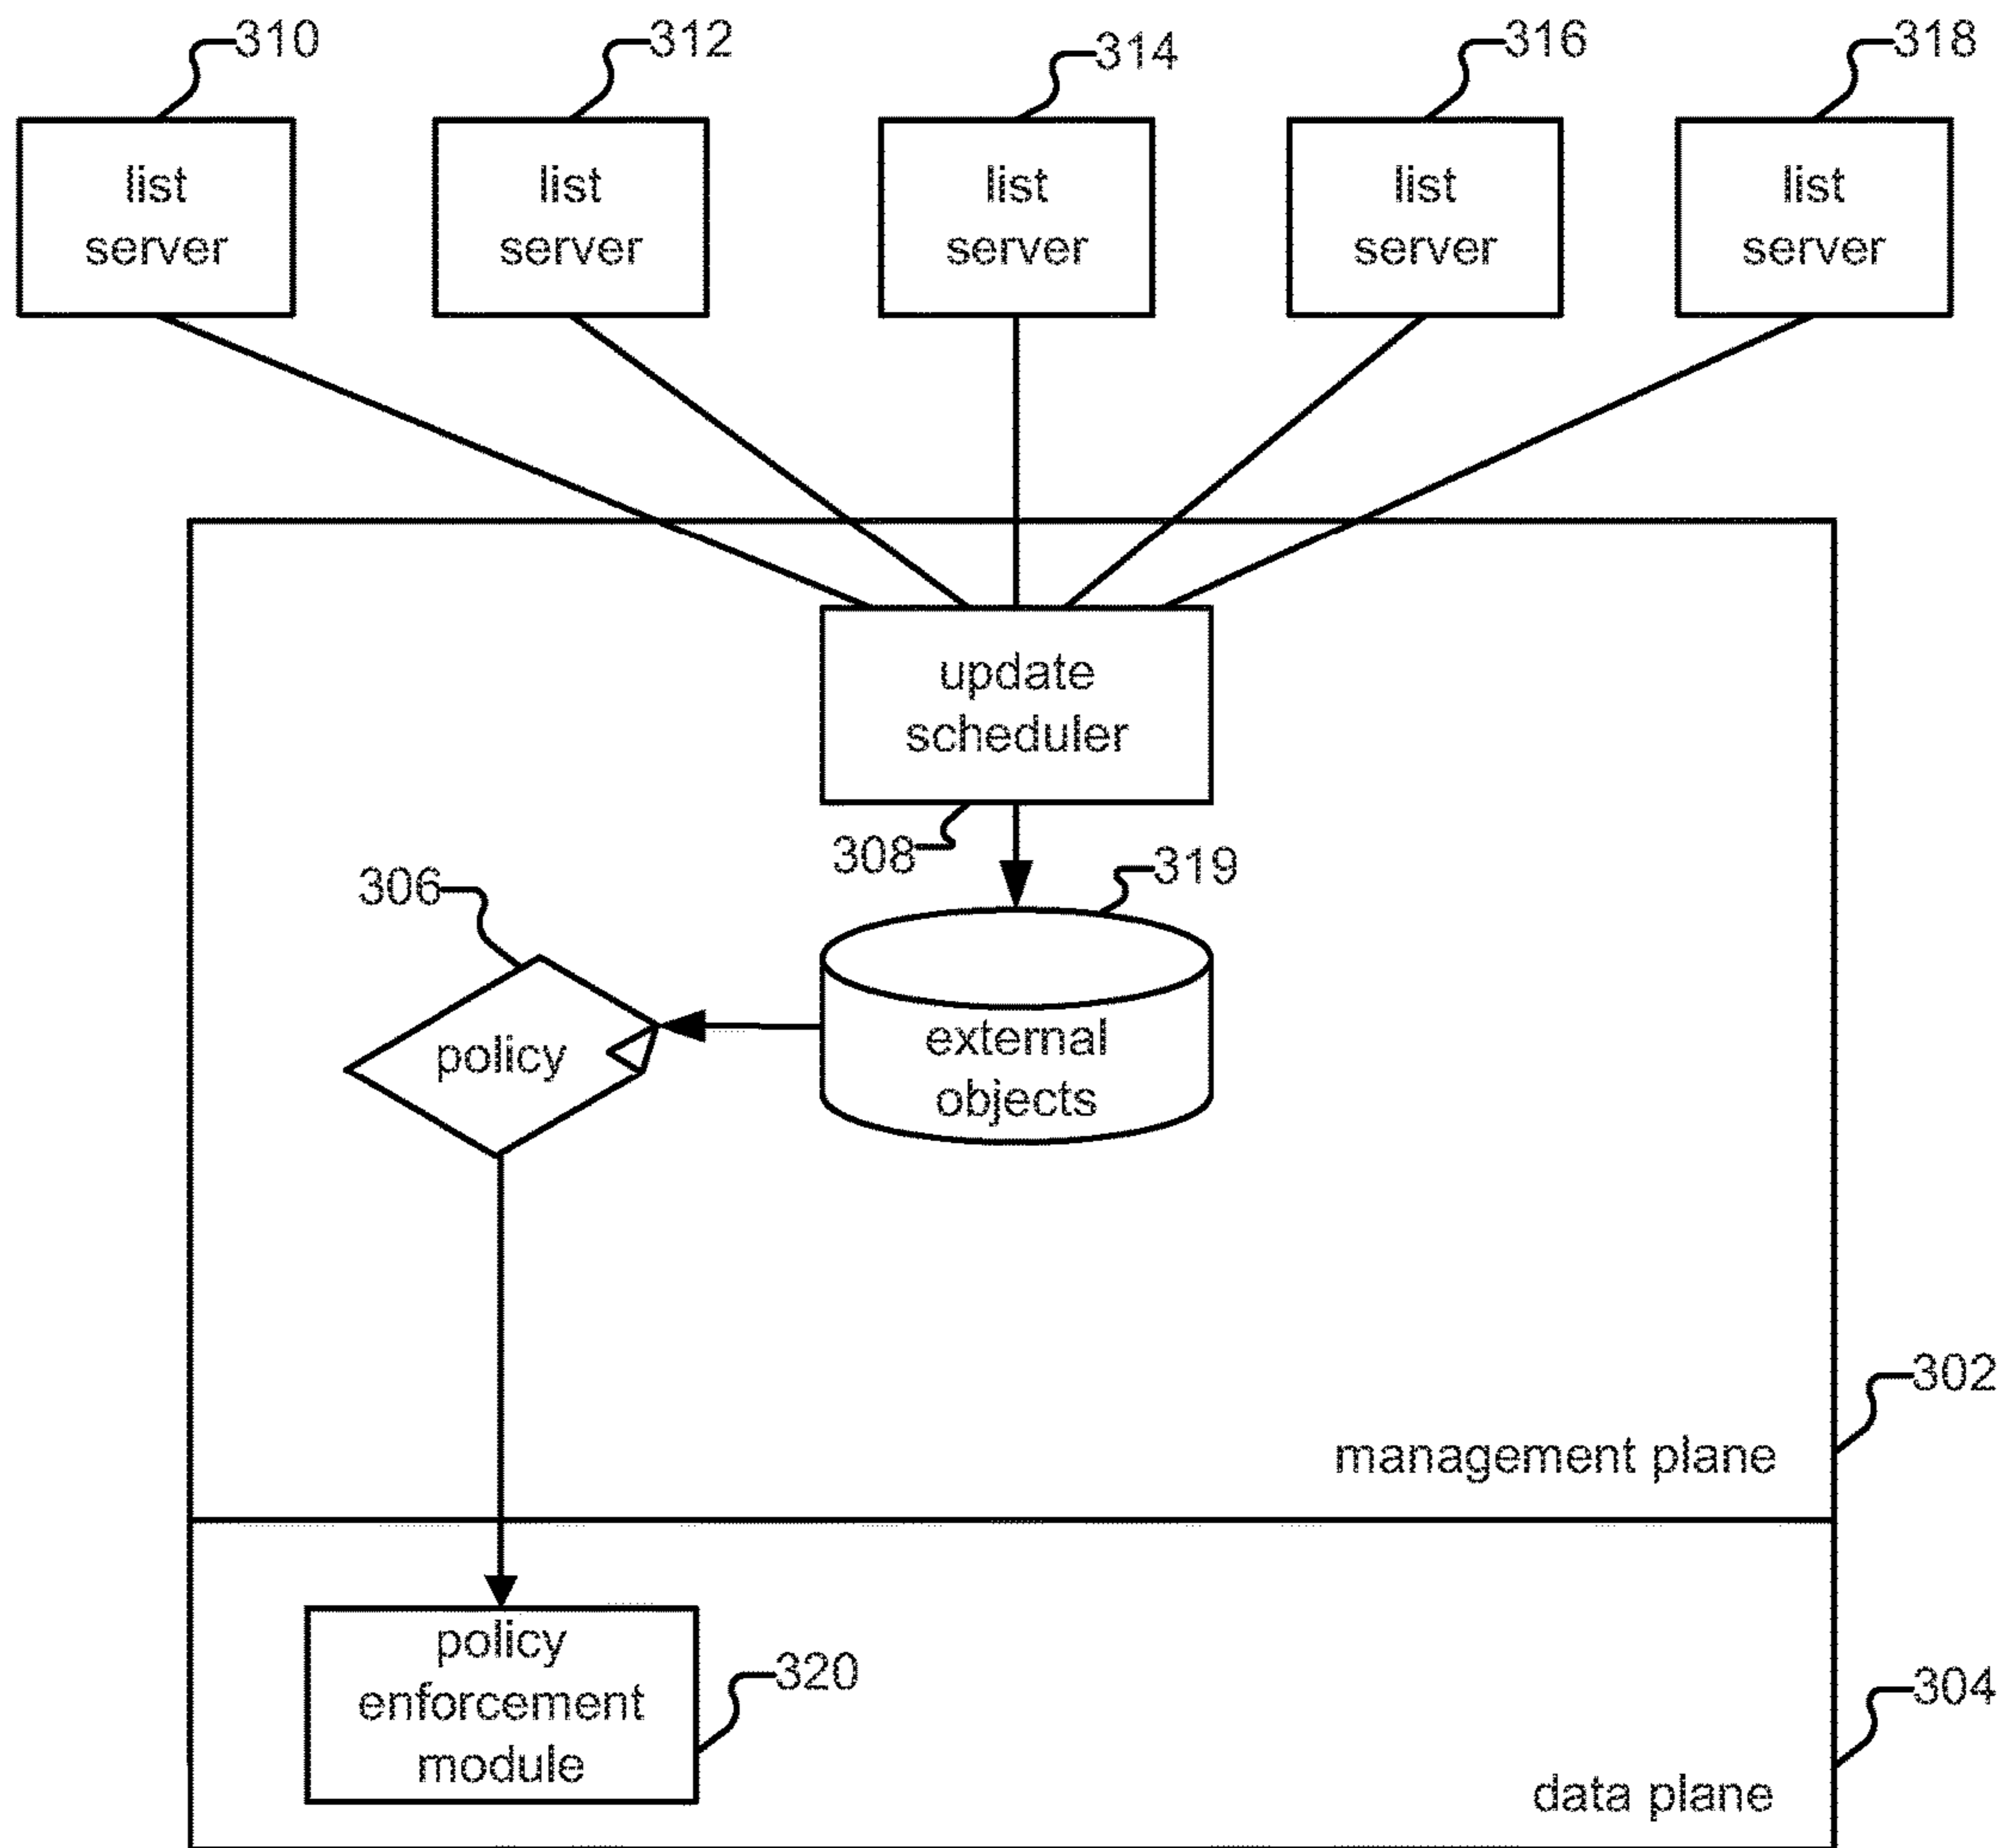 310
312
314
316
318
list
server
list
server
list
server
list
server
list
server
update
scheduler
308
319
306
policy
external
objects
302
management plane
policy
enforcement
module
320
304
data plane